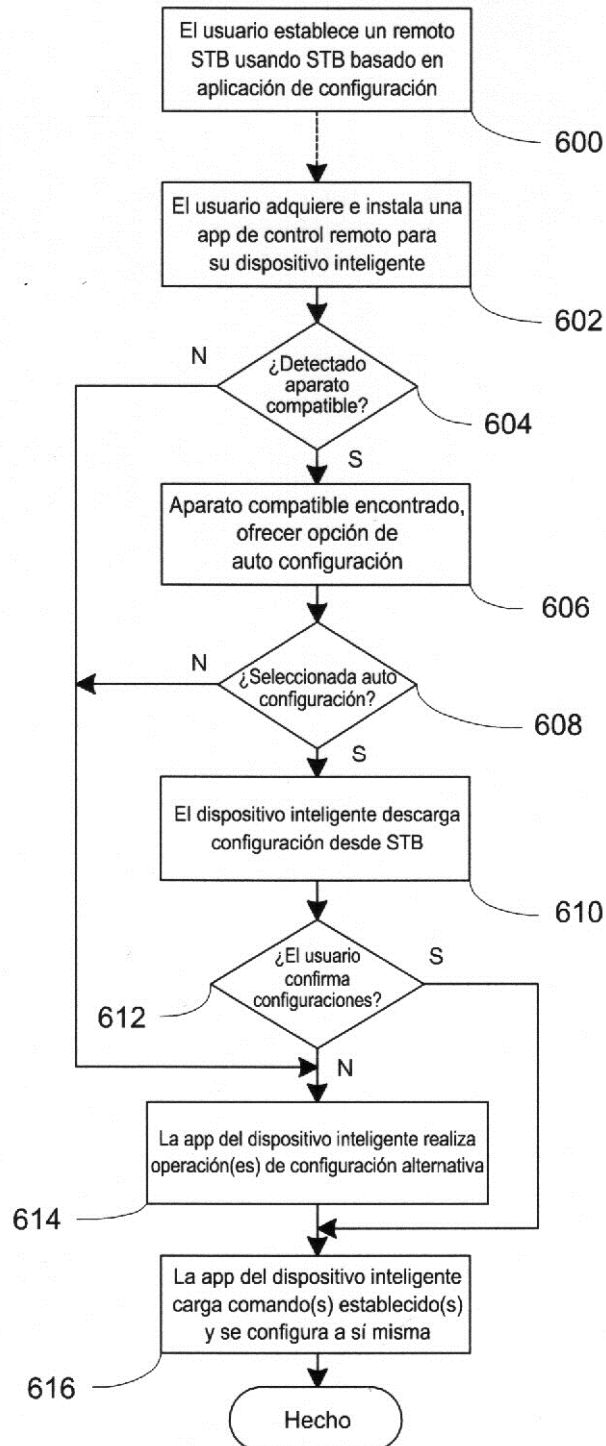 El usuario establece un remoto
STB usando STB basado en
aplicación de configuración
600
El usuario adquiere e instala una
app de control remoto para
su dispositivo inteligente
602
N
¿Detectado
aparato
compatible?
604
S
Aparato compatible encontrado,
ofrecer opción de
auto configuración
606
N
¿Seleccionada auto
configuración?
608
S
El dispositivo inteligente descarga
configuración desde STB
610
¿El usuario
confirma
configuraciones?
S
612
N
La app del dispositivo inteligente realiza
operación(es) de configuración alternativa
614
La app del dispositivo inteligente
carga comando(s) establecido(s)
y se configura a sí misma
616
Hecho